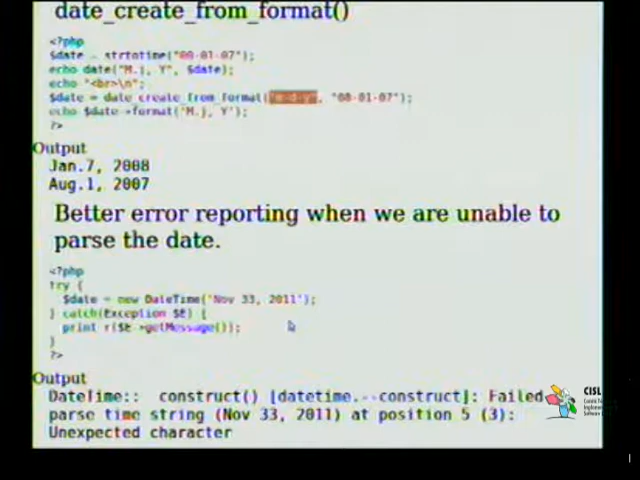 date_create_from_format()
<?php
$date = strtotime("08-01-07");
echo date("M.j, Y", $date);
echo "<br>\n";
$date = date_create_from_format("m-d-y", "08-01-07");
echo $date->format('M.j, Y');
?>
Output
Jan.7, 2008
Aug.1, 2007
Better error reporting when we are unable to
parse the date.
<?php
try {
$date = new DateTime('Nov 33, 2011');
} catch(Exception $E) {
print r($E->getMessage());
}
?>
Output
DateTime:: construct() [datetime.--construct]: Failed
parse time string (Nov 33, 2011) at position 5 (3):
Unexpected character
CISL